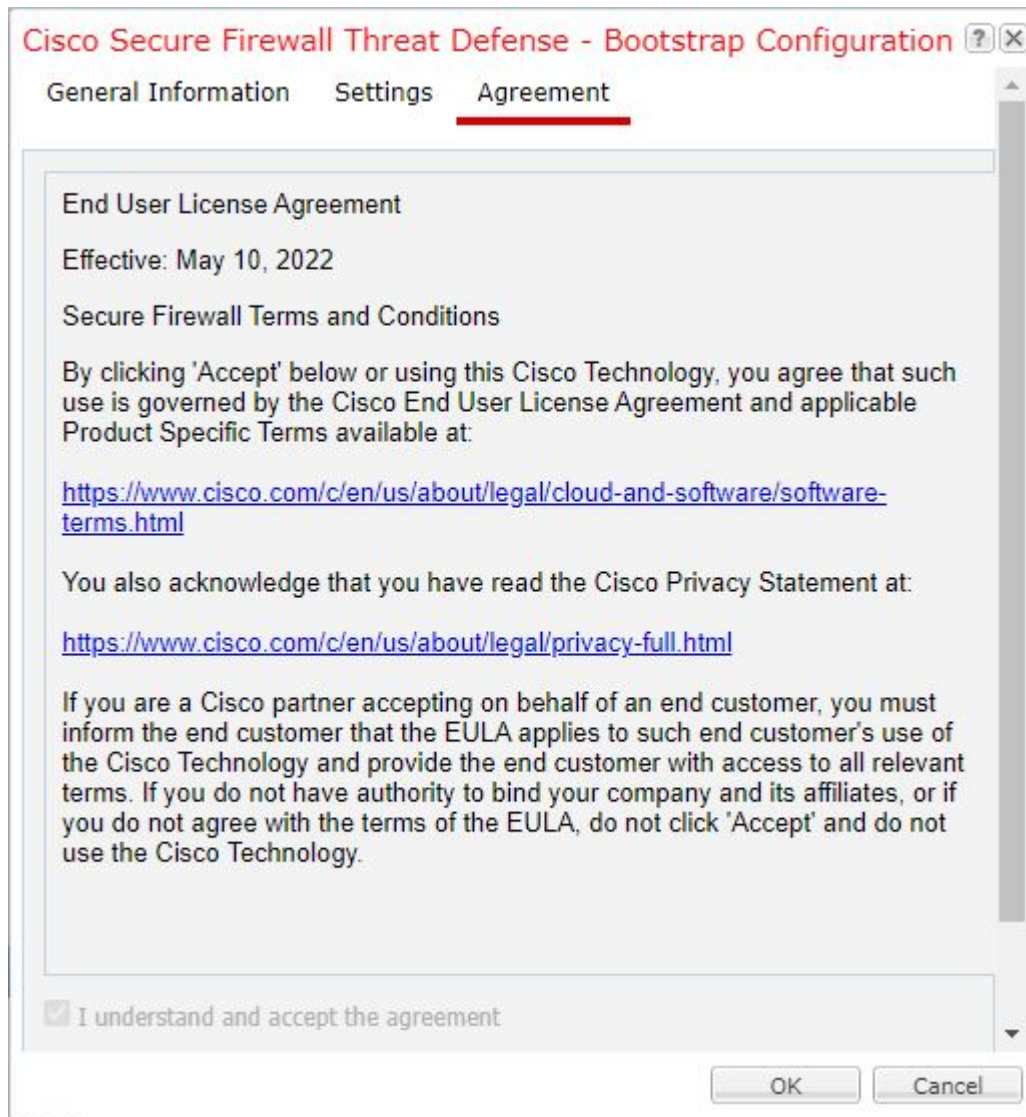 Cisco Secure Firewall Threat Defense - Bootstrap Configuration ? X
General Information Settings Agreement
End User License Agreement
Effective: May 10, 2022
Secure Firewall Terms and Conditions
By clicking 'Accept' below or using this Cisco Technology, you agree that such
use is governed by the Cisco End User License Agreement and applicable
Product Specific Terms available at:
https://www.cisco.com/c/en/us/about/legal/cloud-and-software/software-
terms.html
You also acknowledge that you have read the Cisco Privacy Statement at:
https://www.cisco.com/c/en/us/about/legal/privacy-full.html
If you are a Cisco partner accepting on behalf of an end customer, you must
inform the end customer that the EULA applies to such end customer's use of
the Cisco Technology and provide the end customer with access to all relevant
terms. If you do not have authority to bind your company and its affiliates, or if
you do not agree with the terms of the EULA, do not click 'Accept' and do not
use the Cisco Technology.
I understand and accept the agreement
OK Cancel